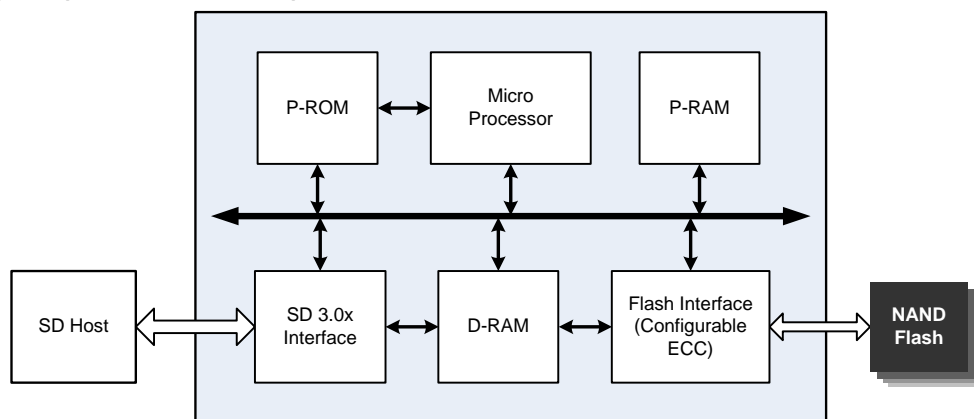 P-ROM
Micro
Processor
P-RAM
SD Host
SD 3.0x
Interface
D-RAM
Flash Interface
(Configurable
ECC)
NAND
Flash